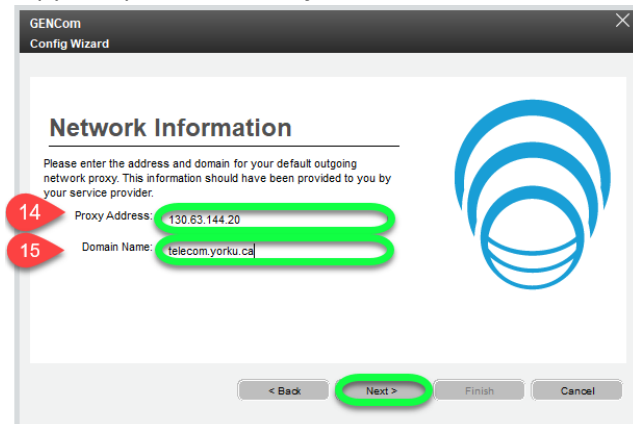 GENCom
Config Wizard
Network Information
Please enter the address and domain for your default outgoing
network proxy. This information should have been provided to you by
your service provider.
14 Proxy Address: 130.63.144.20
15 Domain Name: telecom.yorku.ca
< Back Next > Finish Cancel